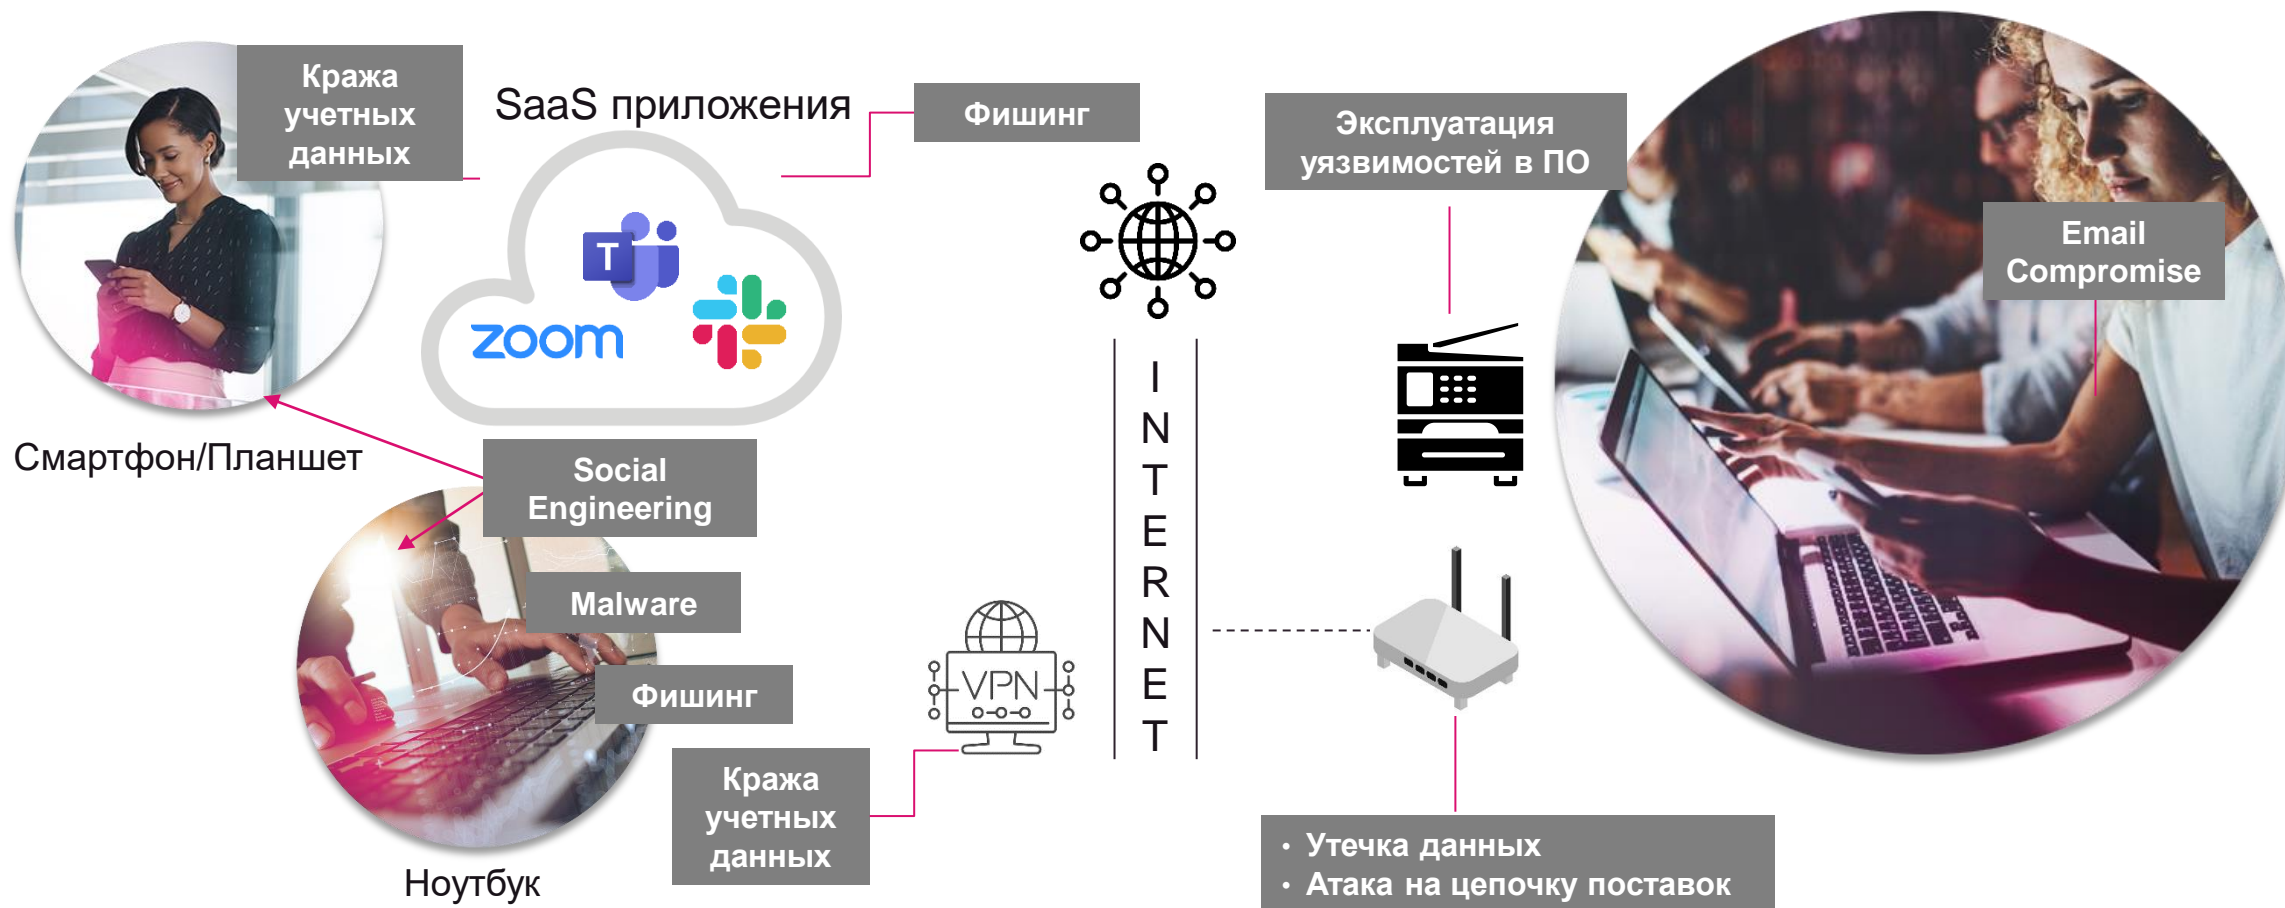 Кража
учетных
данных
SaaS приложения
Фишинг
Эксплуатация
уязвимостей в ПО
Email
Compromise
T
zoom
INTERNET
Смартфон/Планшет
Social
Engineering
Malware
Фишинг
VPN
Кража
учетных
данных
Ноутбук
• Утечка данных
• Атака на цепочку поставок